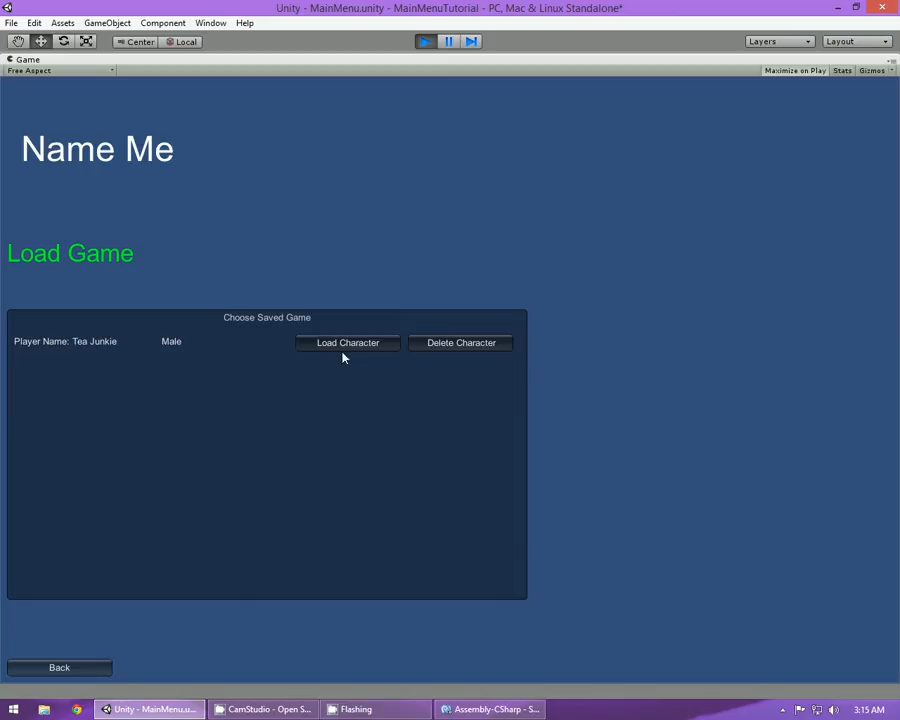 Unity - MainMenu.unity - MainMenuTutorial - PC, Mac & Linux Standalone*
File Edit Assets GameObject Component Window Help
Center Local Layers Layout
Game
Free Aspect Maximize on Play Stats Gizmos
Name Me
Load Game
Choose Saved Game
Player Name: Tea Junkie Male Load Character Delete Character
Back
Unity - MainMenu.u... CamStudio - Open S... Flashing Assembly-CSharp - S... 3:15 AM